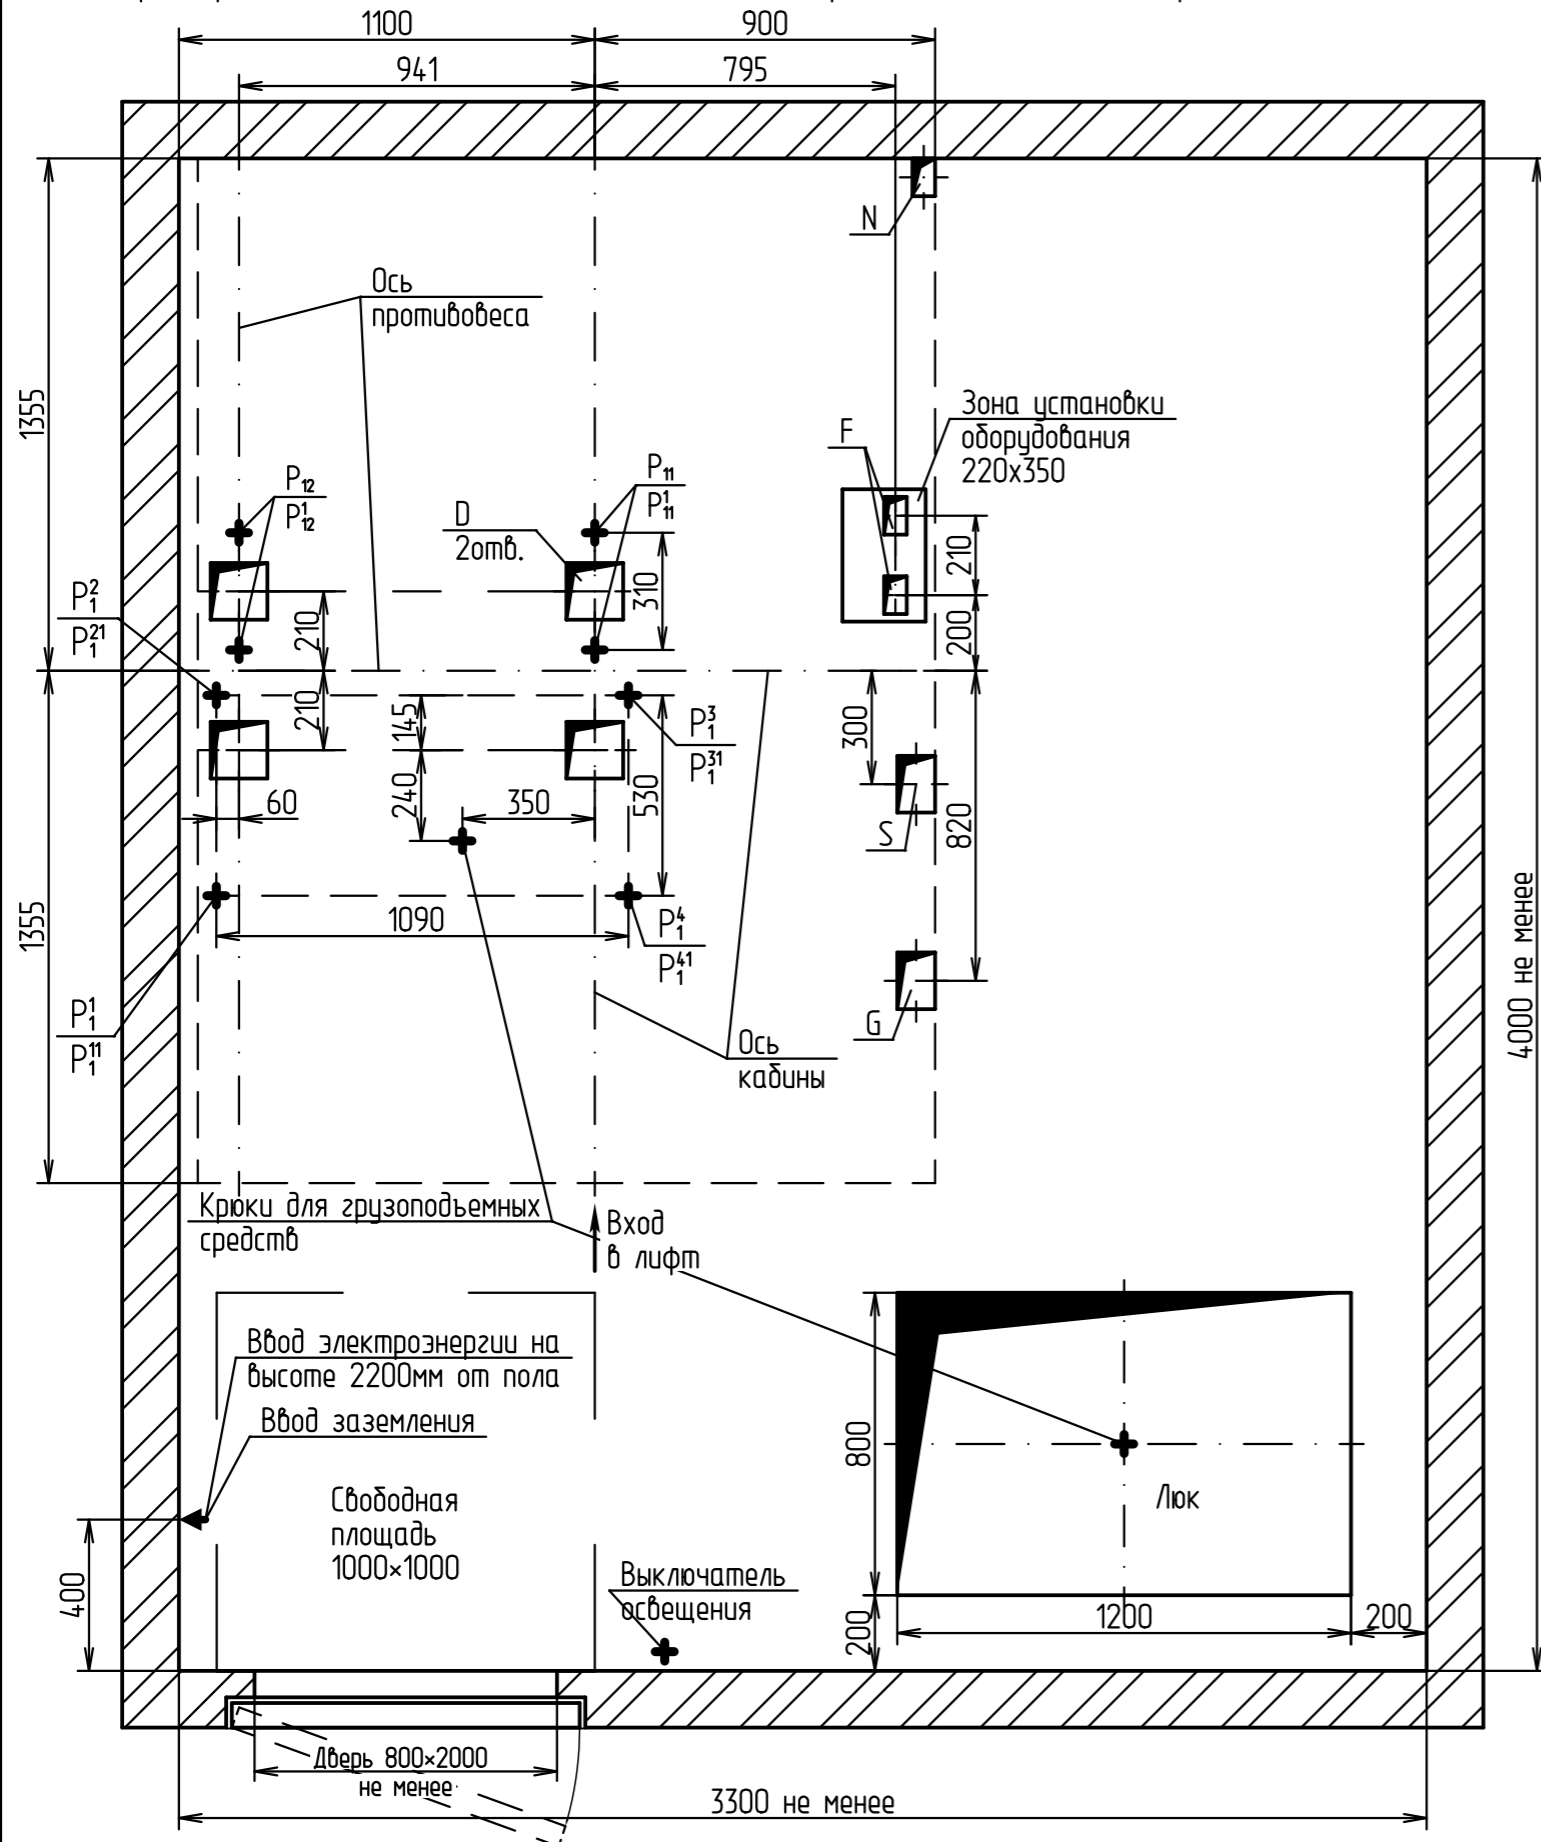 1100
900
941
795
N
Ось
противовеса
1355
Зона установки
оборудования
220х350
F
P₁₂
P¹₁₂
P₁₁
P¹₁₁
D
2отв.
210
310
210
200
P²₁
P²¹₁
210
145
300
P³₁
P³¹₁
60
240
350
530
S
820
1355
1090
P⁴₁
P⁴¹₁
4000 не менее
P¹₁
P¹¹₁
G
Ось
кабины
Крюки для грузоподъемных
средств
Вход
в лифт
Ввод электроэнергии на
высоте 2200мм от пола
Ввод заземления
800
Люк
Свободная
площадь
1000×1000
400
Выключатель
освещения
200
1200
200
Дверь 800×2000
не менее
3300 не менее